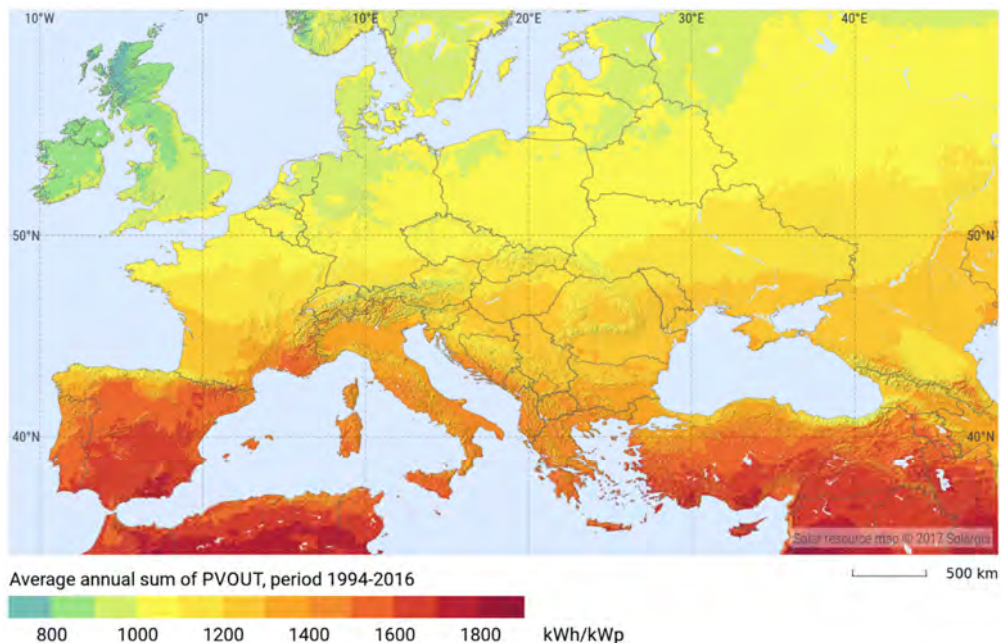 10°W 0° 10°E 20°E 30°E 40°E
50°N 50°N
40°N 40°N
Solar resource map © 2017 Solargis
Average annual sum of PVOUT, period 1994-2016
500 km
800 1000 1200 1400 1600 1800 kWh/kWp